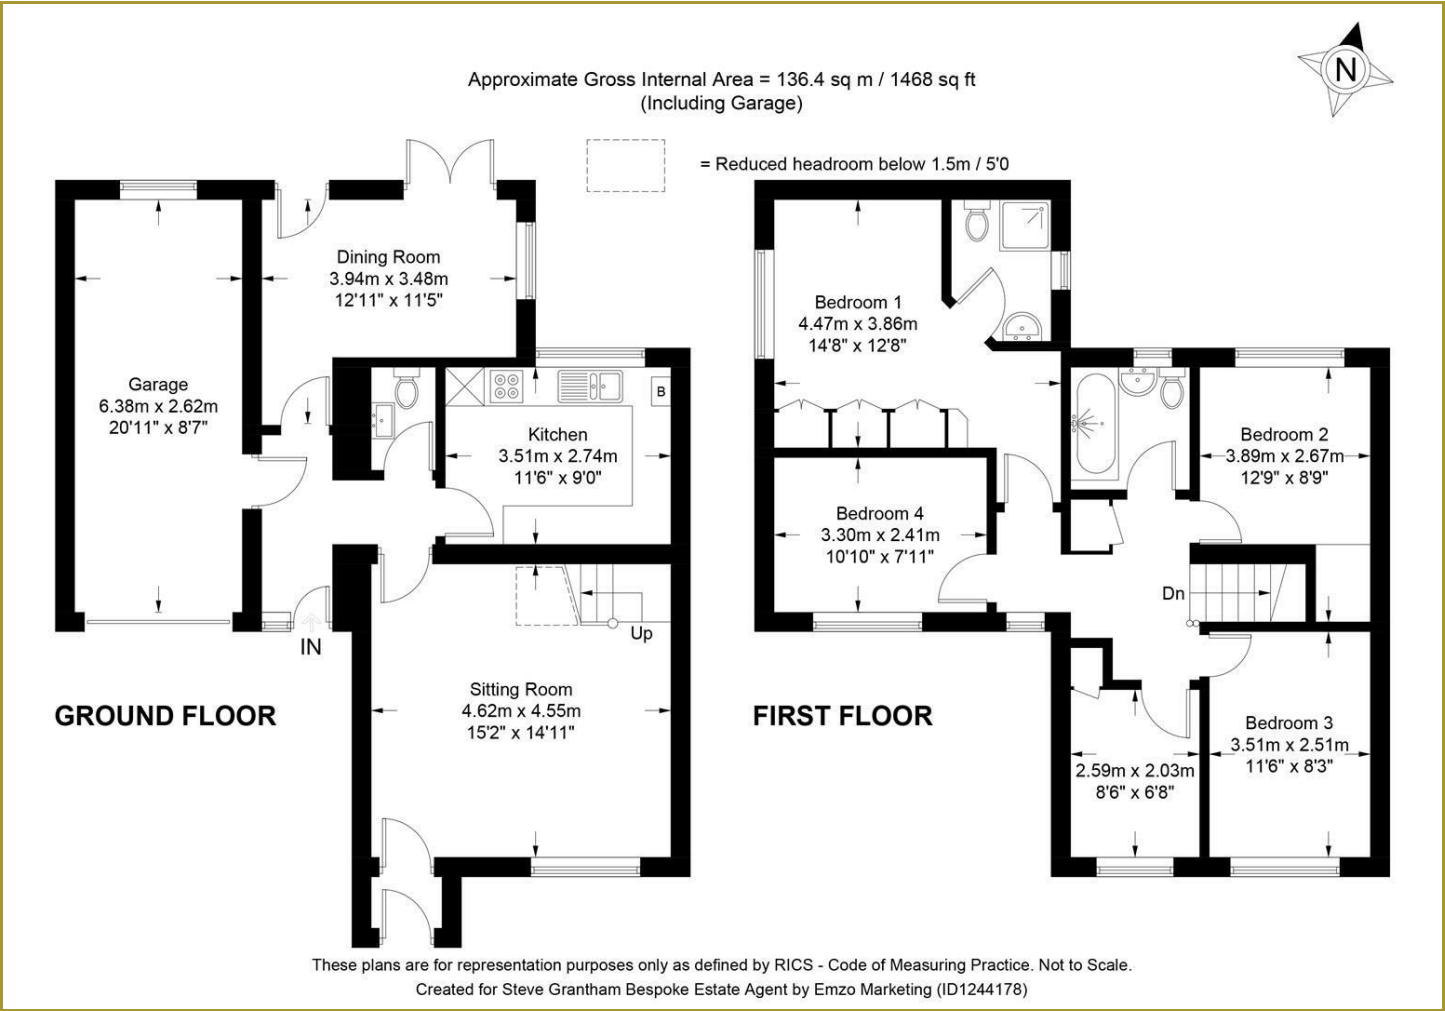 N
Approximate Gross Internal Area = 136.4 sq m / 1468 sq ft
(Including Garage)
= Reduced headroom below 1.5m / 5'0
Dining Room
3.94m x 3.48m
12'11" x 11'5"
Garage
6.38m x 2.62m
20'11" x 8'7"
B
Kitchen
3.51m x 2.74m
11'6" x 9'0"
IN
Up
Sitting Room
4.62m x 4.55m
15'2" x 14'11"
GROUND FLOOR
Bedroom 1
4.47m x 3.86m
14'8" x 12'8"
Bedroom 2
3.89m x 2.67m
12'9" x 8'9"
Bedroom 4
3.30m x 2.41m
10'10" x 7'11"
Dn
FIRST FLOOR
Bedroom 3
3.51m x 2.51m
11'6" x 8'3"
2.59m x 2.03m
8'6" x 6'8"
These plans are for representation purposes only as defined by RICS - Code of Measuring Practice. Not to Scale.
Created for Steve Grantham Bespoke Estate Agent by Emzo Marketing (ID1244178)